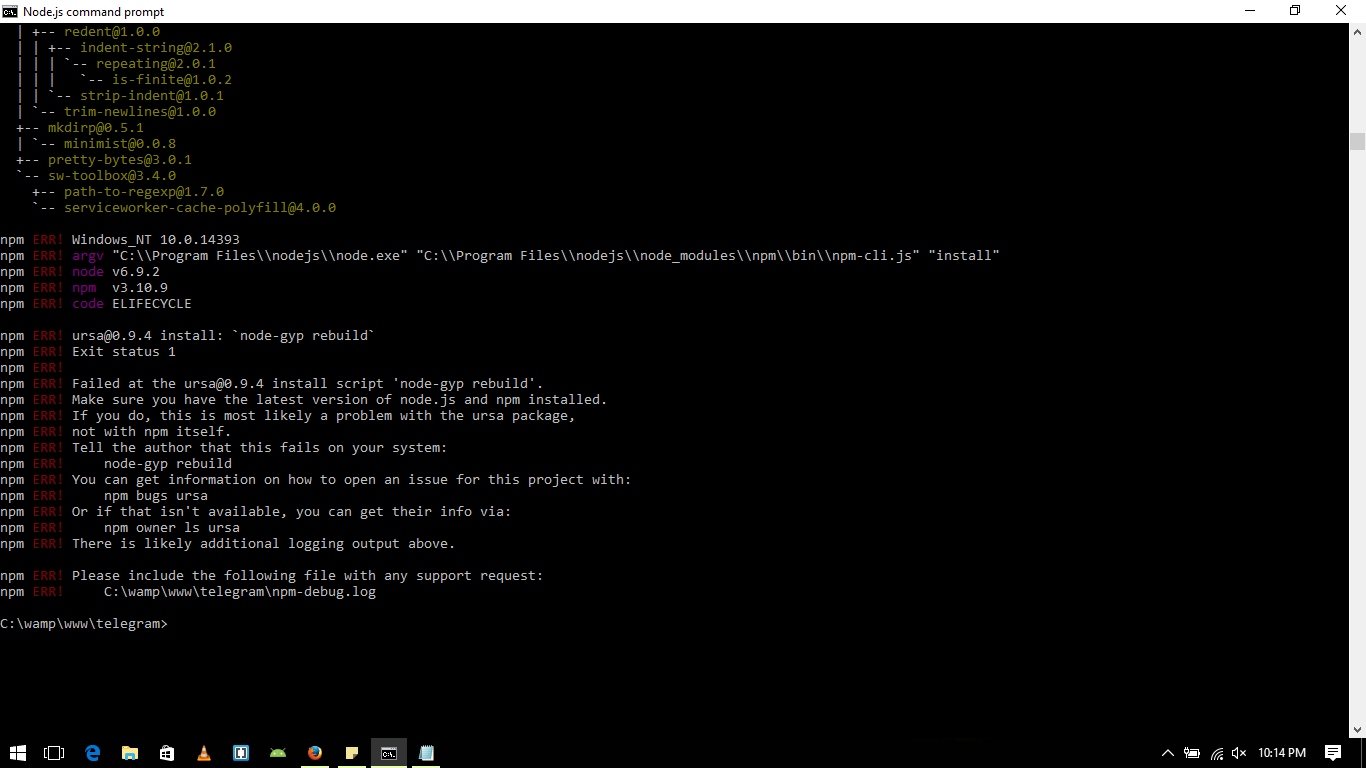 Node.js command prompt
| +-- redent@1.0.0
| | +-- indent-string@2.1.0
| | | `-- repeating@2.0.1
| | |   `-- is-finite@1.0.2
| | `-- strip-indent@1.0.1
| `-- trim-newlines@1.0.0
+-- mkdirp@0.5.1
| `-- minimist@0.0.8
+-- pretty-bytes@3.0.1
`-- sw-toolbox@3.4.0
  +-- path-to-regexp@1.7.0
  `-- serviceworker-cache-polyfill@4.0.0
npm ERR! Windows_NT 10.0.14393
npm ERR! argv "C:\\Program Files\\nodejs\\node.exe" "C:\\Program Files\\nodejs\\node_modules\\npm\\bin\\npm-cli.js" "install"
npm ERR! node v6.9.2
npm ERR! npm  v3.10.9
npm ERR! code ELIFECYCLE
npm ERR! ursa@0.9.4 install: `node-gyp rebuild`
npm ERR! Exit status 1
npm ERR!
npm ERR! Failed at the ursa@0.9.4 install script 'node-gyp rebuild'.
npm ERR! Make sure you have the latest version of node.js and npm installed.
npm ERR! If you do, this is most likely a problem with the ursa package,
npm ERR! not with npm itself.
npm ERR! Tell the author that this fails on your system:
npm ERR!     node-gyp rebuild
npm ERR! You can get information on how to open an issue for this project with:
npm ERR!     npm bugs ursa
npm ERR! Or if that isn't available, you can get their info via:
npm ERR!     npm owner ls ursa
npm ERR! There is likely additional logging output above.
npm ERR! Please include the following file with any support request:
npm ERR!     C:\wamp\www\telegram\npm-debug.log
C:\wamp\www\telegram>
10:14 PM